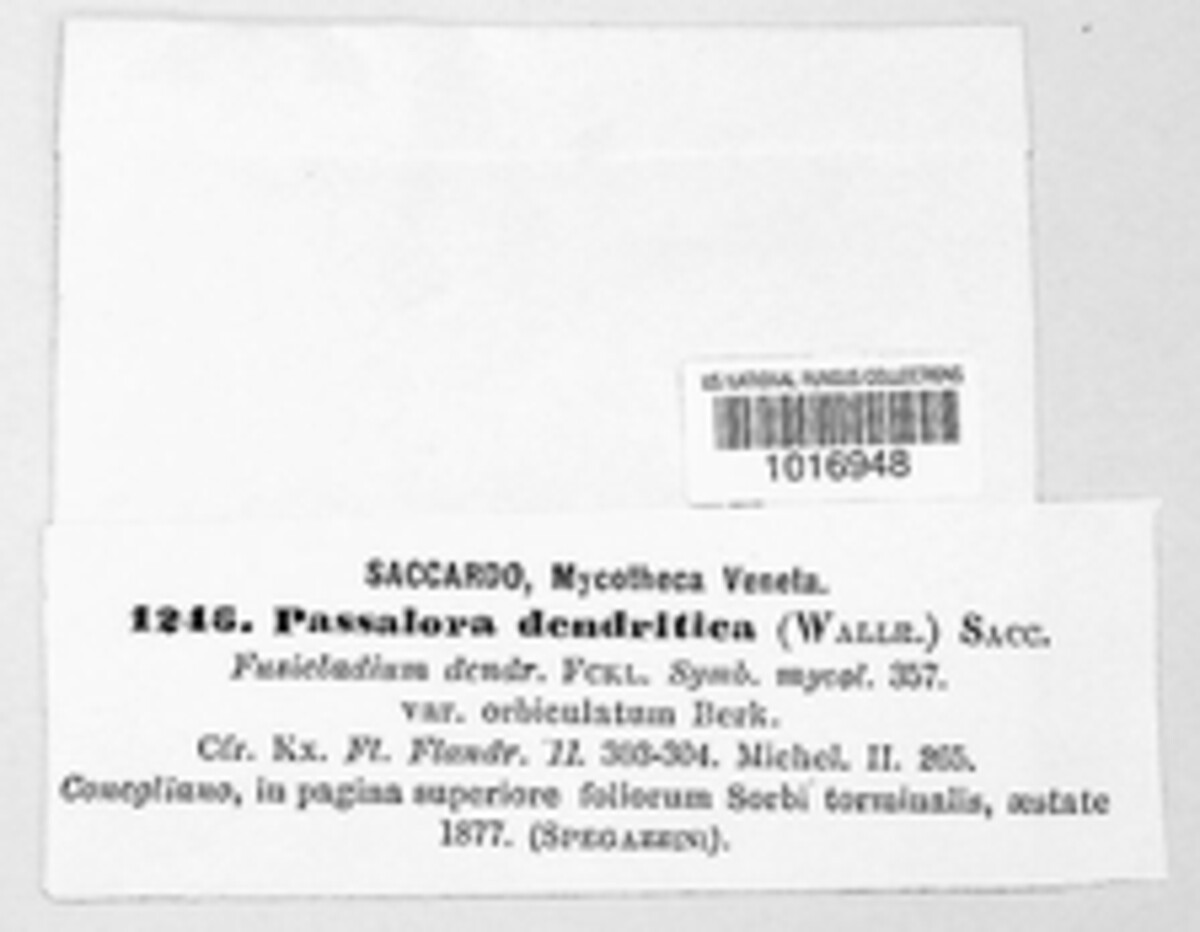 US NATIONAL FUNGUS COLLECTIONS
1016948
SACCARDO, Mycotheca Veneta.
1246. Passalora dendritica (WALLR.) SACC.
Fusicladium dendr. FCKL. Symb. mycol. 357.
var. orbiculatum Berk.
Cfr. Kx. Fl. Flandr. II. 303-304. Michel. II. 265.
Conegliano, in pagina superiore foliorum Sorbi torminalis, æstate
1877. (SPEGAZZINI).